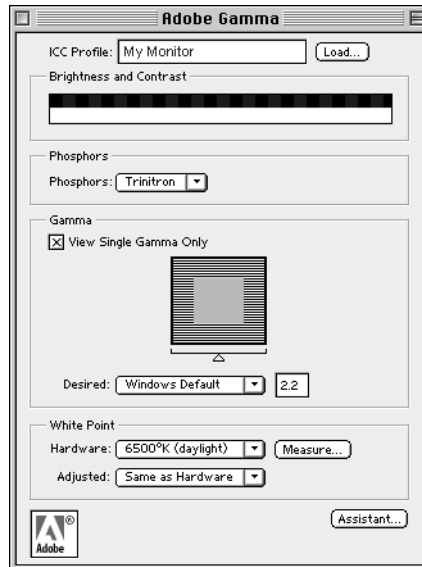 Adobe Gamma
ICC Profile: My Monitor Load...
Brightness and Contrast
Phosphors
Phosphors: Trinitron
Gamma
View Single Gamma Only
Desired: Windows Default 2.2
White Point
Hardware: 6500°K (daylight) Measure...
Adjusted: Same as Hardware
Assistant...
A®
Adobe